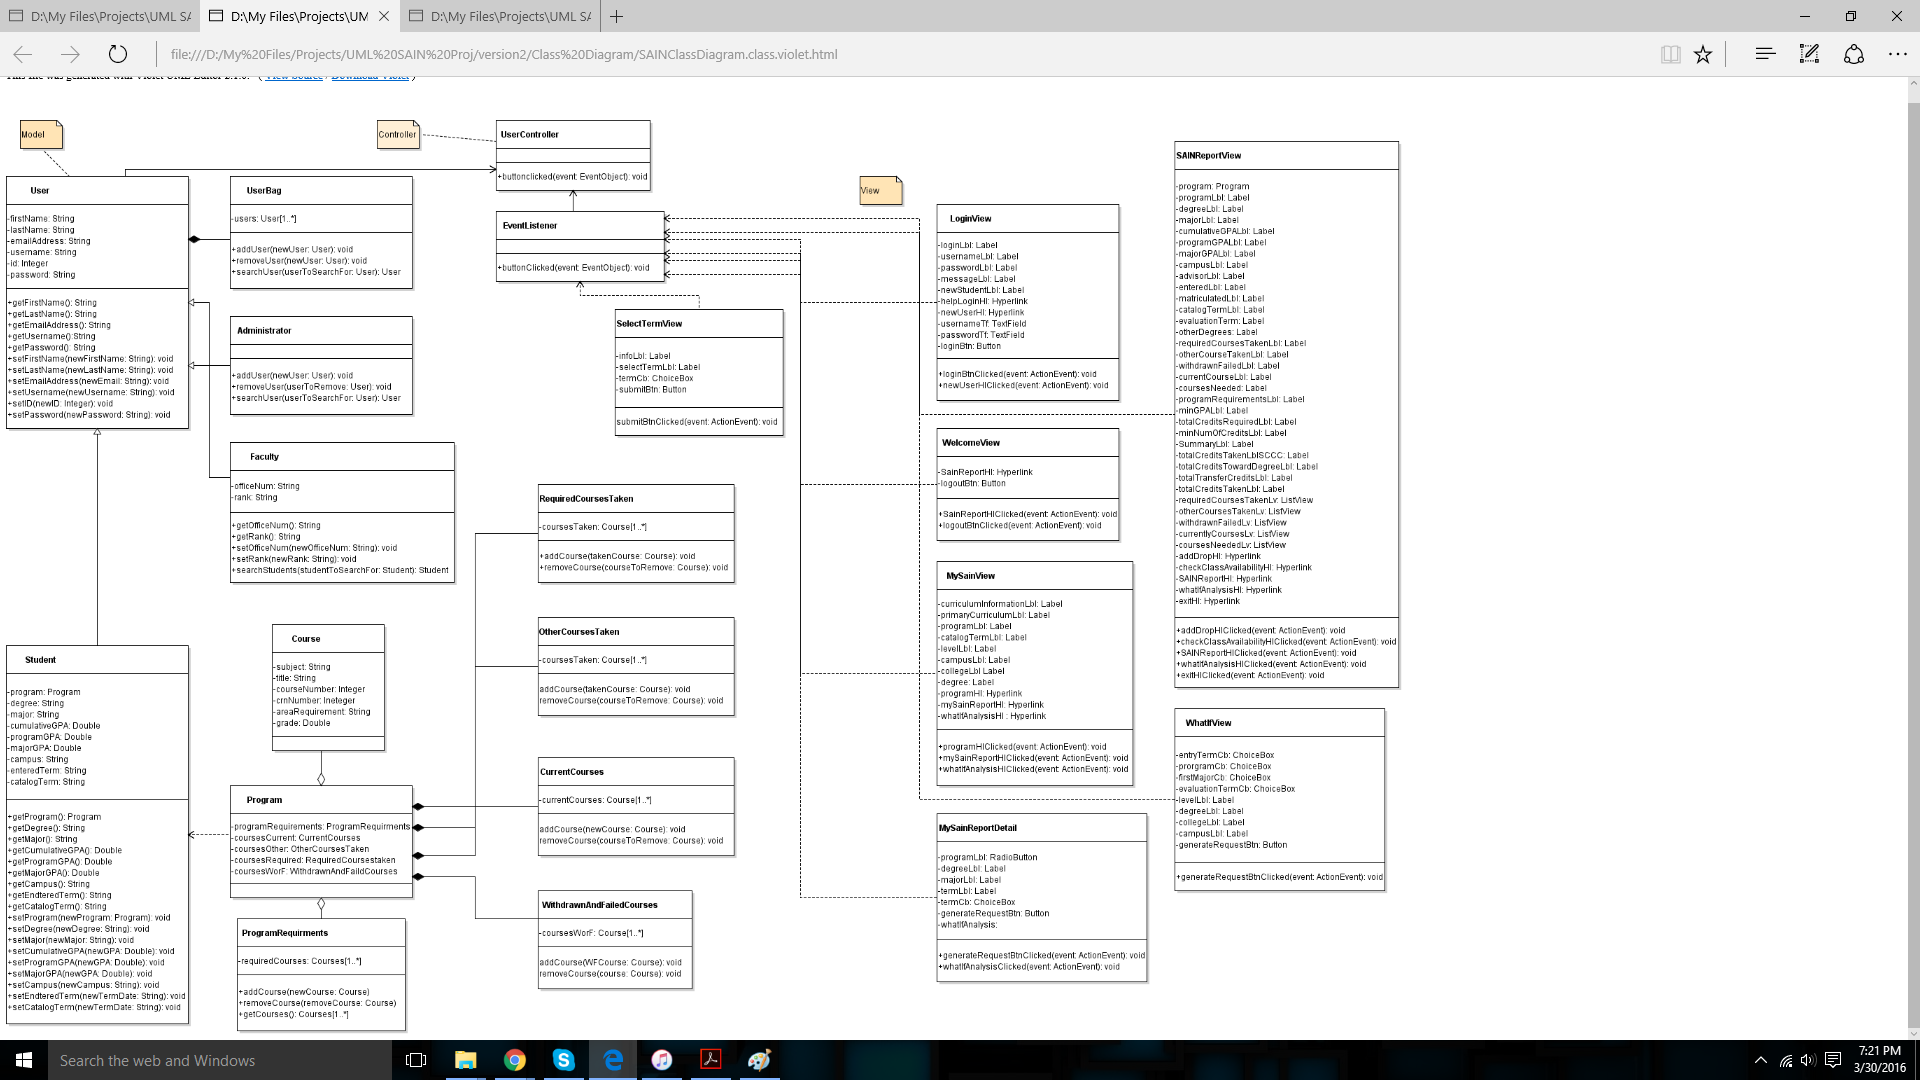 D:\My Files\Projects\UML SA
D:\My Files\Projects\UML
D:\My Files\Projects\UML SA
file:///D:/My%20Files/Projects/UML%20SAIN%20Proj/version2/Class%20Diagram/SAINClassDiagram.class.violet.html
This file was generated with Violet UML Editor 2.1.0. ( View Source / Download Violet )
Model
Controller
View
User
-firstName: String
-lastName: String
-emailAddress: String
-username: String
-id: Integer
-password: String
+getFirstName(): String
+getLastName(): String
+getEmailAddress(): String
+getUsername():String
+getPassword(): String
+setFirstName(newFirstName: String): void
+setLastName(newLastName: String): void
+setEmailAddress(newEmail: String): void
+setUsername(newUsername: String): void
+setID(newID: Integer): void
+setPassword(newPassword: String): void
UserBag
-users: User[1..*]
+addUser(newUser: User): void
+removeUser(newUser: User): void
+searchUser(userToSearchFor: User): User
Administrator
+addUser(newUser: User): void
+removeUser(userToRemove: User): void
+searchUser(userToSearchFor: User): User
Faculty
-officeNum: String
-rank: String
+getOfficeNum(): String
+getRank(): String
+setOfficeNum(newOfficeNum: String): void
+setRank(newRank: String): void
+searchStudents(studentToSearchFor: Student): Student
Student
-program: Program
-degree: String
-major: String
-cumulativeGPA: Double
-programGPA: Double
-majorGPA: Double
-campus: String
-enteredTerm: String
-catalogTerm: String
+getProgram(): Program
+getDegree(): String
+getMajor(): String
+getCumulativeGPA(): Double
+getProgramGPA(): Double
+getMajorGPA(): Double
+getCampus(): String
+getEndteredTerm(): String
+getCatalogTerm(): String
+setProgram(newProgram: Program): void
+setDegree(newDegree: String): void
+setMajor(newMajor: String): void
+setCumulativeGPA(newGPA: Double): void
+setProgramGPA(newGPA: Double): void
+setMajorGPA(newGPA: Double): void
+setCampus(newCampus: String): void
+setEndteredTerm(newTermDate: String): void
+setCatalogTerm(newTermDate: String): void
Course
-subject: String
-title: String
-courseNumber: Integer
-crnNumber: Ineteger
-areaRequirement: String
-grade: Double
Program
-programRequirements: ProgramRequirments
-coursesCurrent: CurrentCourses
-coursesOther: OtherCoursesTaken
-coursesRequired: RequiredCoursestaken
-coursesWorF: WithdrawnAndFaildCourses
ProgramRequirments
-requiredCourses: Courses[1..*]
+addCourse(newCourse: Course)
+removeCourse(removeCourse: Course)
+getCourses(): Courses[1..*]
UserController
+buttonclicked(event: EventObject): void
EventListener
+buttonClicked(event: EventObject): void
SelectTermView
-infoLbl: Label
-selectTermLbl: Label
-termCb: ChoiceBox
-submitBtn: Button
submitBtnClicked(event: ActionEvent): void
RequiredCoursesTaken
-coursesTaken: Course[1..*]
+addCourse(takenCourse: Course): void
+removeCourse(courseToRemove: Course): void
OtherCoursesTaken
-coursesTaken: Course[1..*]
addCourse(takenCourse: Course): void
removeCourse(courseToRemove: Course): void
CurrentCourses
-currentCourses: Course[1..*]
addCourse(newCourse: Course): void
removeCourse(courseToRemove: Course): void
WithdrawnAndFailedCourses
-coursesWorF: Course[1..*]
addCourse(WFCourse: Course): void
removeCourse(course: Course): void
LoginView
-loginLbl: Label
-usernameLbl: Label
-passwordLbl: Label
-messageLbl: Label
-newStudentLbl: Label
-helpLoginHl: Hyperlink
-newUserHl: Hyperlink
-usernameTf: TextField
-passwordTf: TextField
-loginBtn: Button
+loginBtnClicked(event: ActionEvent): void
+newUserHlClicked(event: ActionEvent): void
WelcomeView
-SainReportHl: Hyperlink
-logoutBtn: Button
+SainReportHlClicked(event: ActionEvent): void
+logoutBtnClicked(event: ActionEvent): void
MySainView
-curriculumInformationLbl: Label
-primaryCurriculumLbl: Label
-programLbl: Label
-catalogTermLbl: Label
-levelLbl: Label
-campusLbl: Label
-collegeLbl Label
-degree: Label
-programHl: Hyperlink
-mySainReportHl: Hyperlink
-whatIfAnalysisHl : Hyperlink
+programHlClicked(event: ActionEvent): void
+mySainReportHlClicked(event: ActionEvent): void
+whatIfAnalysisHlClicked(event: ActionEvent): void
MySainReportDetail
-programLbl: RadioButton
-degreeLbl: Label
-majorLbl: Label
-termLbl: Label
-termCb: ChoiceBox
-generateRequestBtn: Button
-whatIfAnalysis:
+generateRequestBtnClicked(event: ActionEvent): void
+whatIfAnalysisClicked(event: ActionEvent): void
SAINReportView
-program: Program
-programLbl: Label
-degreeLbl: Label
-majorLbl: Label
-cumulativeGPALbl: Label
-programGPALbl: Label
-majorGPALbl: Label
-campusLbl: Label
-advisorLbl: Label
-enteredLbl: Label
-matriculatedLbl: Label
-catalogTermLbl: Label
-evaluationTerm: Label
-otherDegrees: Label
-requiredCoursesTakenLbl: Label
-otherCourseTakenLbl: Label
-withdrawnFailedLbl: Label
-currentCourseLbl: Label
-coursesNeeded: Label
-programRequirementsLbl: Label
-minGPALbl: Label
-totalCreditsRequiredLbl: Label
-minNumOfCreditsLbl: Label
-SummaryLbl: Label
-totalCreditsTakenLblSCCC: Label
-totalCreditsTowardDegreeLbl: Label
-totalTransferCreditsLbl: Label
-totalCreditsTakenLbl: Label
-requiredCoursesTakenLv: ListView
-otherCoursesTakenLv: ListView
-withdrawnFailedLv: ListView
-currentlyCoursesLv: ListView
-coursesNeededLv: ListView
-addDropHl: Hyperlink
-checkClassAvailabilityHl: Hyperlink
-SAINReportHl: Hyperlink
-whatIfAnalysisHl: Hyperlink
-exitHl: Hyperlink
+addDropHlClicked(event: ActionEvent): void
+checkClassAvailabilityHlClicked(event: ActionEvent): void
+SAINReportHlClicked(event: ActionEvent): void
+whatIfAnalysisHlClicked(event: ActionEvent): void
+exitHlClicked(event: ActionEvent): void
WhatIfView
-entryTermCb: ChoiceBox
-prorgramCb: ChoiceBox
-firstMajorCb: ChoiceBox
-evaluationTermCb: ChoiceBox
-levelLbl: Label
-degreeLbl: Label
-collegeLbl: Label
-campusLbl: Label
-generateRequestBtn: Button
+generateRequestBtnClicked(event: ActionEvent): void
Search the web and Windows
7:21 PM
3/30/2016